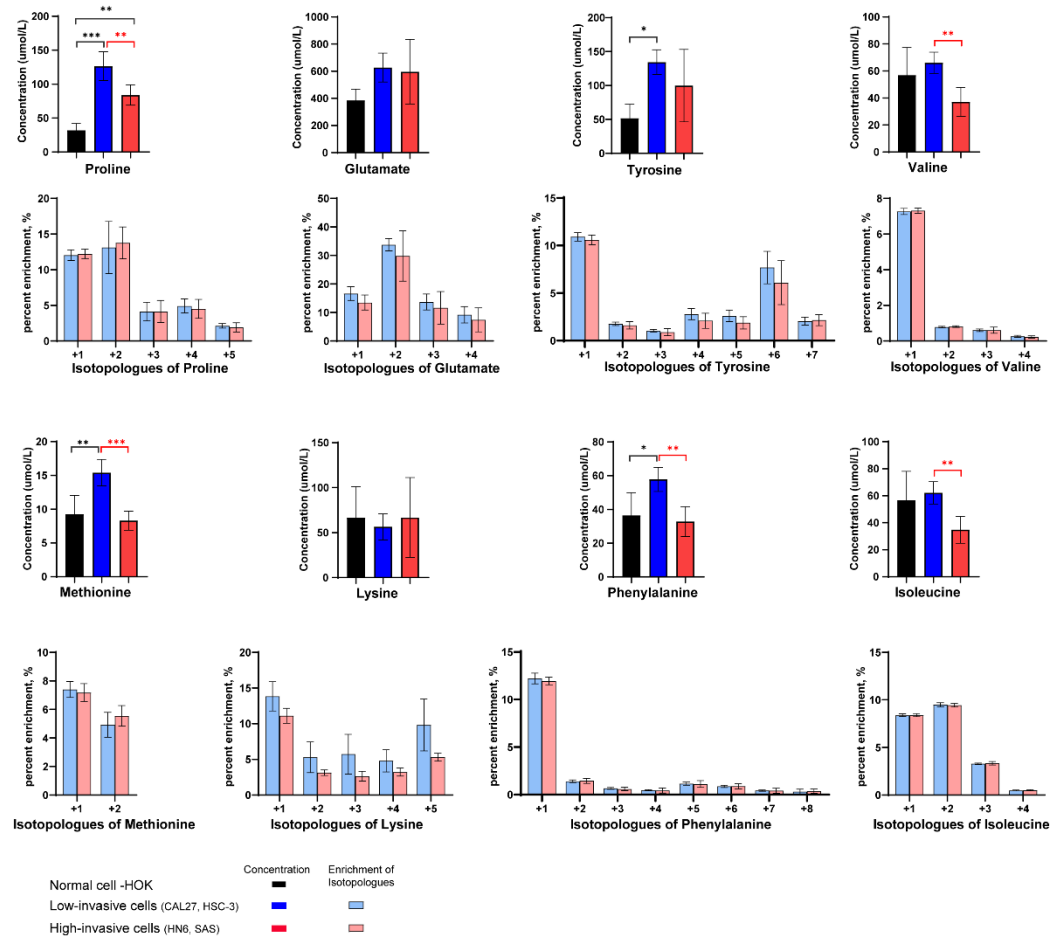 **
***
**
Concentration (umol/L)
200
150
100
50
0
Proline
Concentration (umol/L)
1000
800
600
400
200
0
Glutamate
*
Concentration (umol/L)
200
150
100
50
0
Tyrosine
**
Concentration (umol/L)
100
80
60
40
20
0
Valine
percent enrichment, %
20
15
10
5
0
+1 +2 +3 +4 +5
Isotopologues of Proline
percent enrichment, %
50
40
30
20
10
0
+1 +2 +3 +4
Isotopologues of Glutamate
percent enrichment, %
15
10
5
0
+1 +2 +3 +4 +5 +6 +7
Isotopologues of Tyrosine
percent enrichment, %
8
6
4
2
0
+1 +2 +3 +4
Isotopologues of Valine
**
***
Concentration (umol/L)
20
15
10
5
0
Methionine
Concentration (umol/L)
150
100
50
0
Lysine
*
**
Concentration (umol/L)
80
60
40
20
0
Phenylalanine
**
Concentration (umol/L)
100
80
60
40
20
0
Isoleucine
percent enrichment, %
10
8
6
4
2
0
+1 +2
Isotopologues of Methionine
percent enrichment, %
20
15
10
5
0
+1 +2 +3 +4 +5
Isotopologues of Lysine
percent enrichment, %
15
10
5
0
+1 +2 +3 +4 +5 +6 +7 +8
Isotopologues of Phenylalanine
percent enrichment, %
15
10
5
0
+1 +2 +3 +4
Isotopologues of Isoleucine
Concentration
Enrichment of
Isotopologues
Normal cell -HOK
Low-invasive cells (CAL27, HSC-3)
High-invasive cells (HN6, SAS)